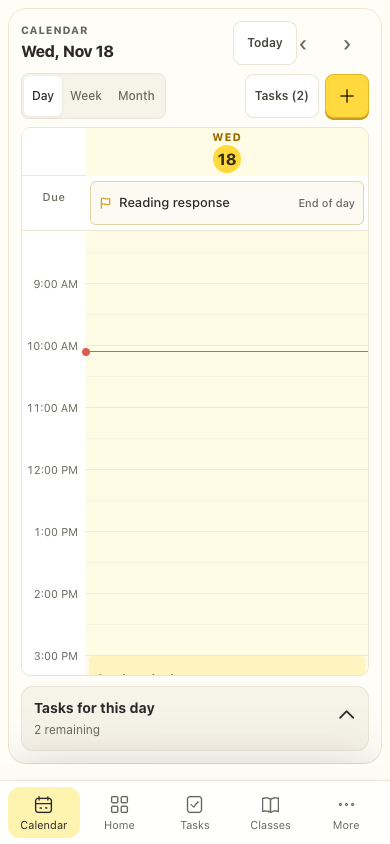 CALENDAR
Wed, Nov 18
Today
Day Week Month
Tasks (2)
WED
18
Due
Reading response
End of day
9:00 AM
10:00 AM
11:00 AM
12:00 PM
1:00 PM
2:00 PM
3:00 PM
Tasks for this day
2 remaining
Calendar
Home
Tasks
Classes
More